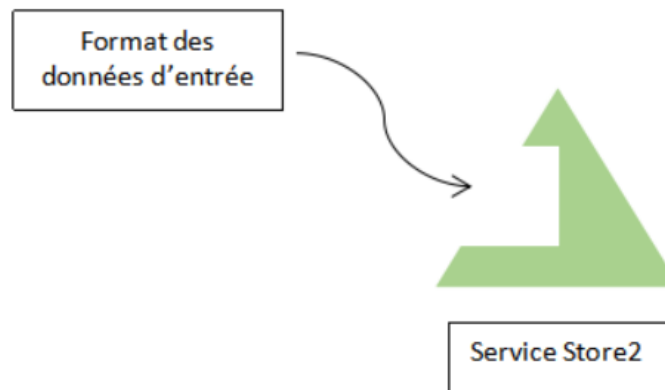 Format des
données d’entrée
Service Store2